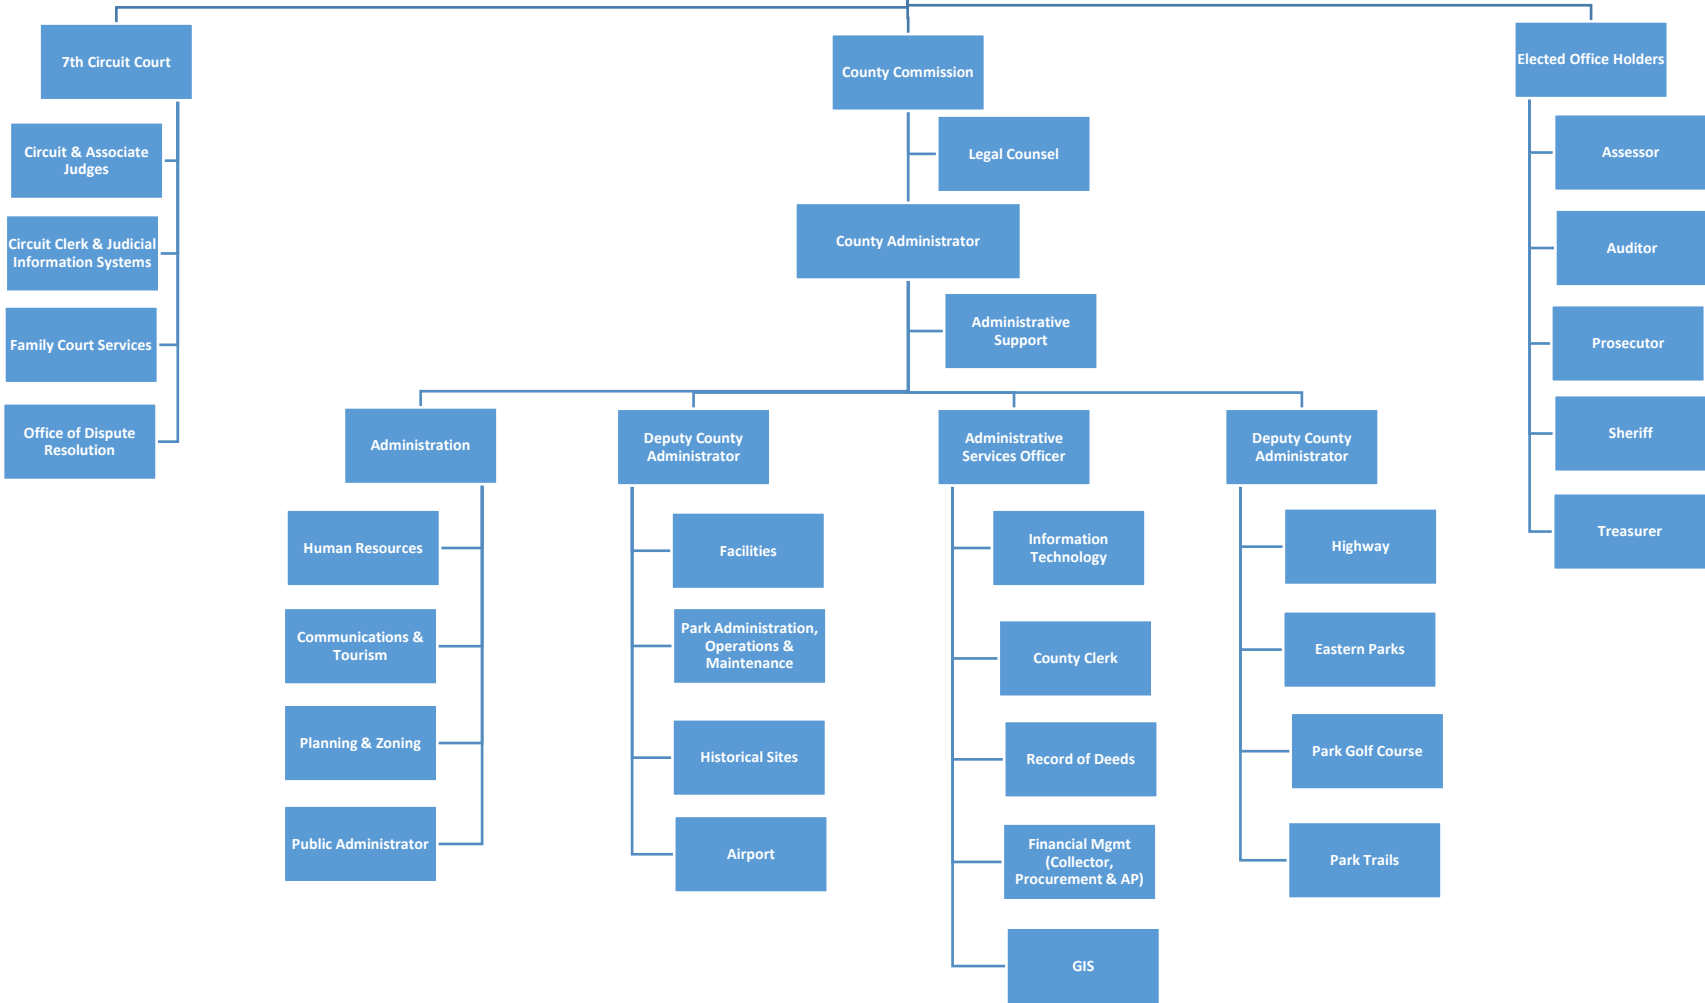 7th Circuit Court
County Commission
Elected Office Holders
Circuit & Associate
Judges
Circuit Clerk & Judicial
Information Systems
Family Court Services
Office of Dispute
Resolution
Legal Counsel
County Administrator
Administrative
Support
Assessor
Auditor
Prosecutor
Sheriff
Treasurer
Administration
Human Resources
Communications &
Tourism
Planning & Zoning
Public Administrator
Deputy County
Administrator
Facilities
Park Administration,
Operations &
Maintenance
Historical Sites
Airport
Administrative
Services Officer
Information
Technology
County Clerk
Record of Deeds
Financial Mgmt
(Collector,
Procurement & AP)
GIS
Deputy County
Administrator
Highway
Eastern Parks
Park Golf Course
Park Trails